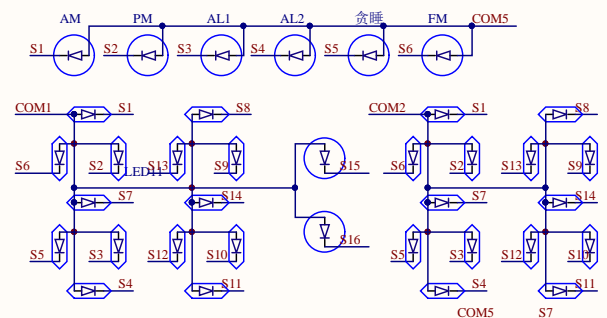 AM PM AL1 AL2 贪睡 FM COM5
S1 S2 S3 S4 S5 S6
COM1 S1 S8 COM2 S1 S8
S6 S2 LED11 S13 S9 S15 S6 S2 S13 S9
S7 S14 S7 S14
S16
S5 S3 S12 S10 S5 S3 S12 S10
S4 S11 S4 S11
COM5 S7